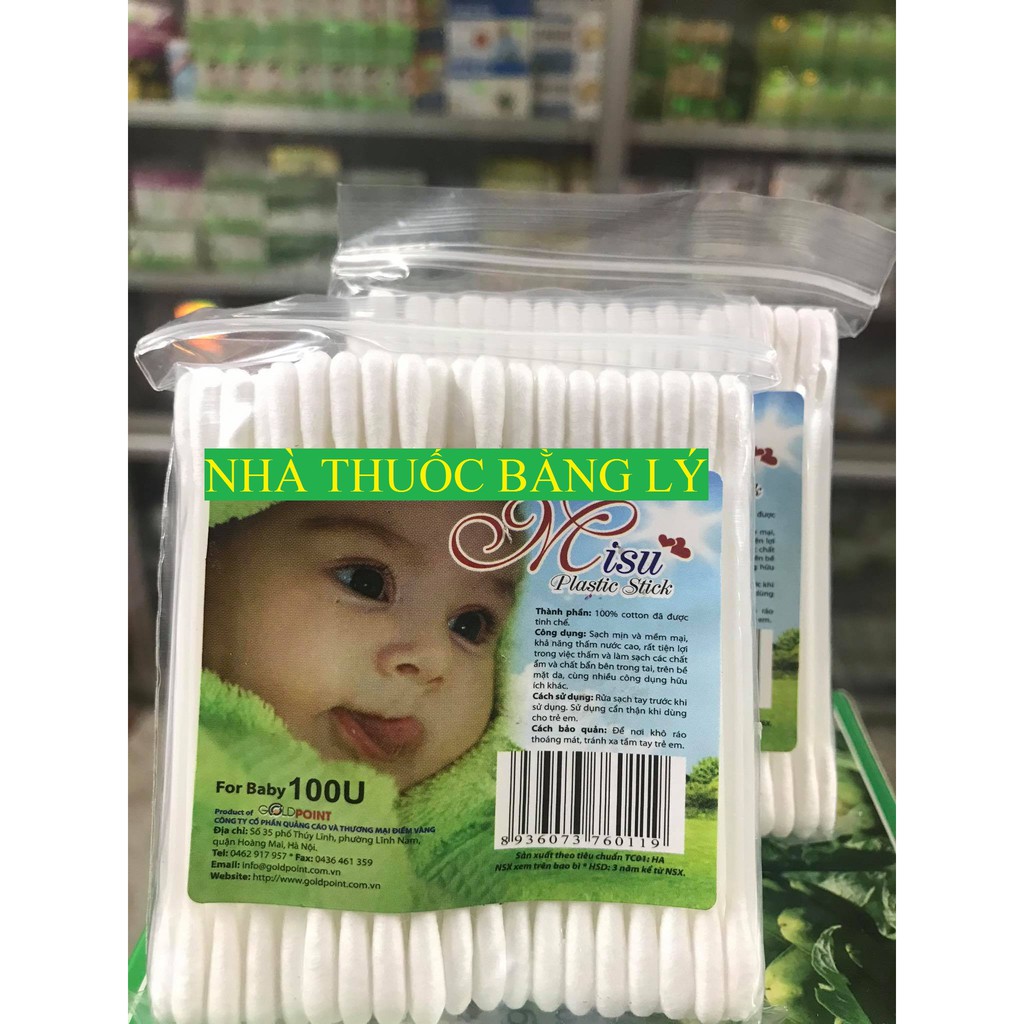 NHÀ THUỐC BẰNG LÝ
Misu
Plastic Stick
Thành phần: 100% cotton đã được
tinh chế.
Công dụng: Sạch mịn và mềm mại,
khả năng thấm nước cao, rất tiện lợi
trong việc thấm và làm sạch các chất
ẩm và chất bẩn bên trong tai, trên bề
mặt da, cùng nhiều công dụng hữu
ích khác.
Cách sử dụng: Rửa sạch tay trước khi
sử dụng. Sử dụng cẩn thận khi dùng
cho trẻ em.
Cách bảo quản: Để nơi khô ráo
thoáng mát, tránh xa tầm tay trẻ em.
8936073760119
Sản xuất theo tiêu chuẩn TC01: HA
NSX xem trên bao bì * HSD: 3 năm kể từ NSX.
For Baby 100U
Product of GOLDPOINT
CÔNG TY CỔ PHẦN QUẢNG CÁO VÀ THƯƠNG MẠI ĐIỂM VÀNG
Địa chỉ: Số 35 phố Thúy Lĩnh, phường Lĩnh Nam,
quận Hoàng Mai, Hà Nội.
Tel: 0462 917 957 * Fax: 0436 461 359
Email: info@goldpoint.com.vn
Website: http://www.goldpoint.com.vn